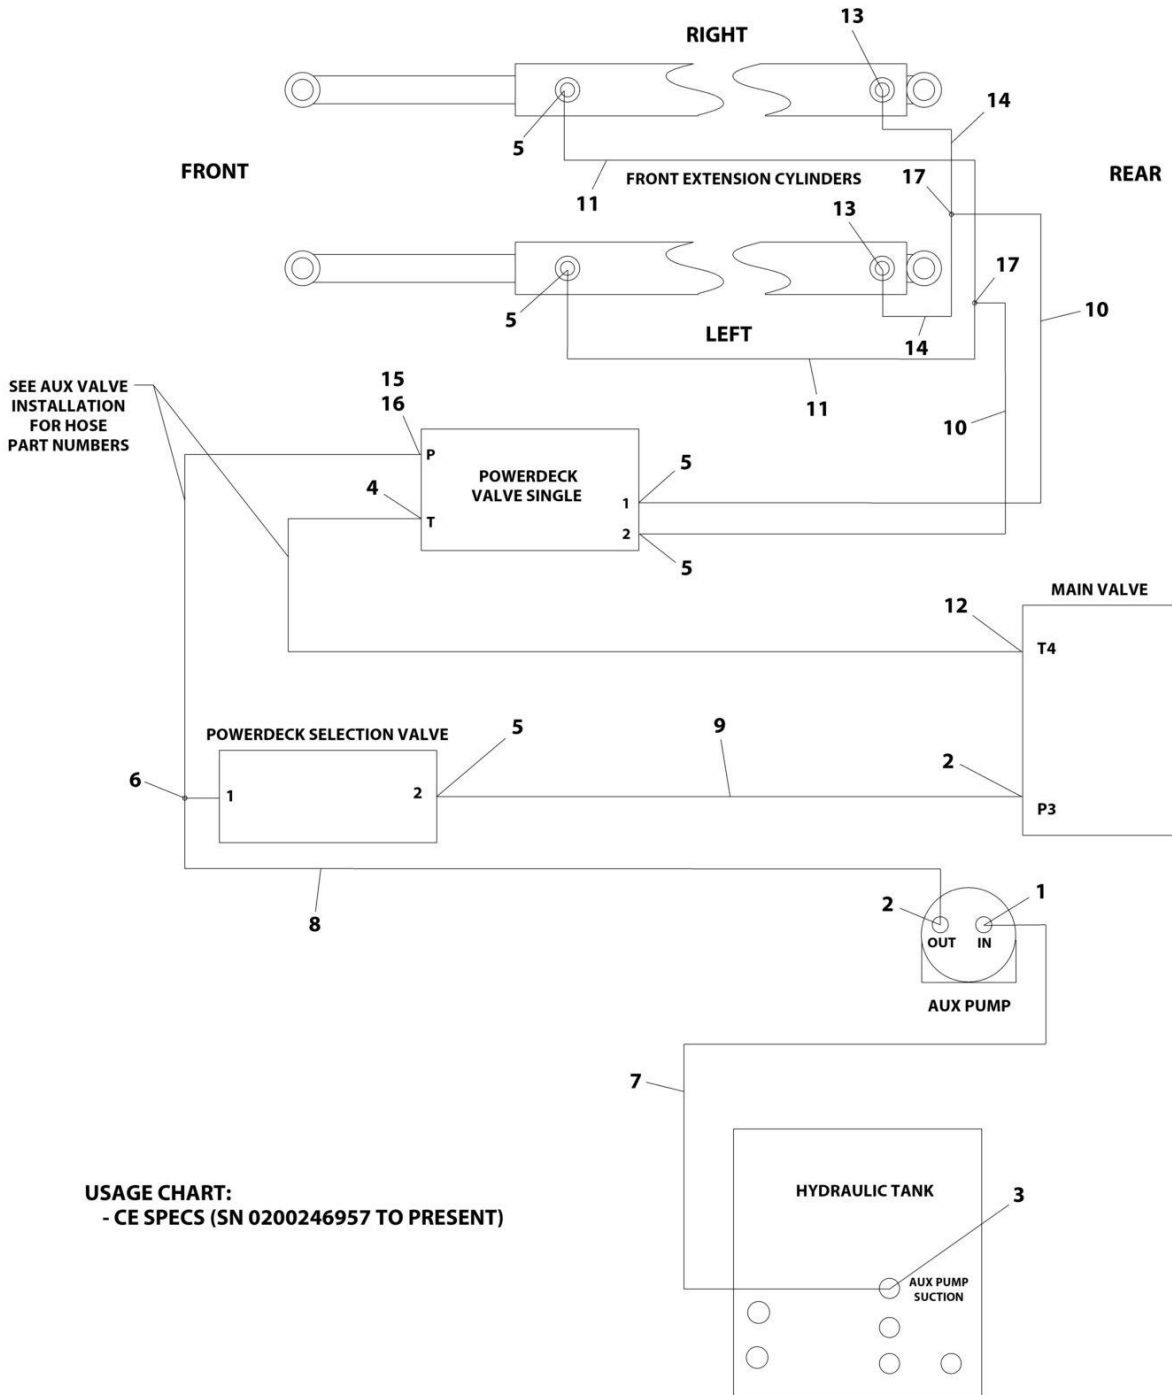 13
RIGHT
14
5
FRONT
REAR
FRONT EXTENSION CYLINDERS
17
11
13
17
5
LEFT
14
10
SEE AUX VALVE
INSTALLATION
FOR HOSE
PART NUMBERS
15
16
11
10
P
POWERDECK
VALVE SINGLE
5
4
1
T
2
5
MAIN VALVE
12
T4
POWERDECK SELECTION VALVE
5
9
2
6
1
2
P3
8
2
1
OUT
IN
AUX PUMP
7
USAGE CHART:
- CE SPECS (SN 0200246957 TO PRESENT)
HYDRAULIC TANK
3
AUX PUMP
SUCTION